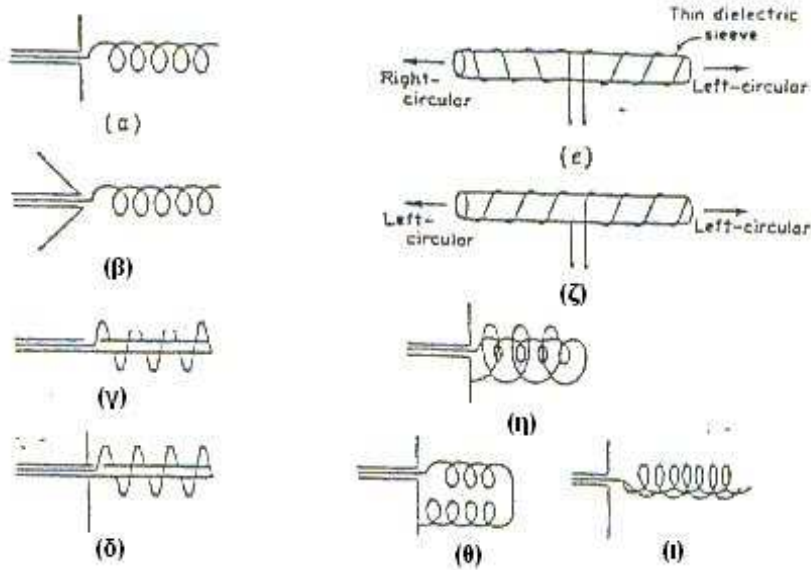 (α)
(β)
(γ)
(δ)
Thin dielectric
sleeve
Right-
circular
Left-circular
(e)
Left-
circular
Left-circular
(ζ)
(η)
(θ)
(ι)